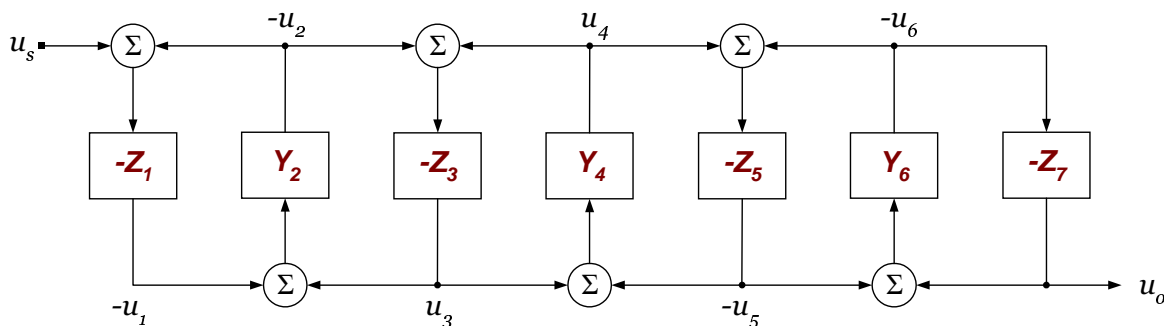 -u₂ u₄ -u₆
uₛ Σ Σ Σ
-Z₁ Y₂ -Z₃ Y₄ -Z₅ Y₆ -Z₇
Σ Σ Σ uₒ
-u₁ u₃ -u₅